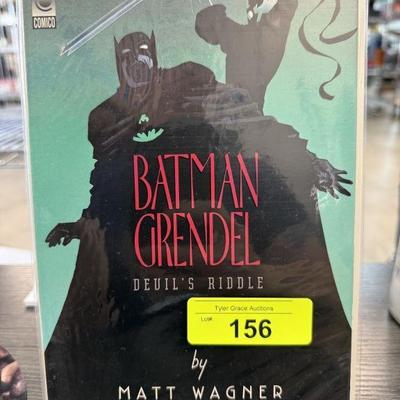 COMICO
BATMAN
GRENDEL
DEVIL'S RIDDLE
Tyler Grace Auctions
Lot#:
156
by
MATT WAGNER